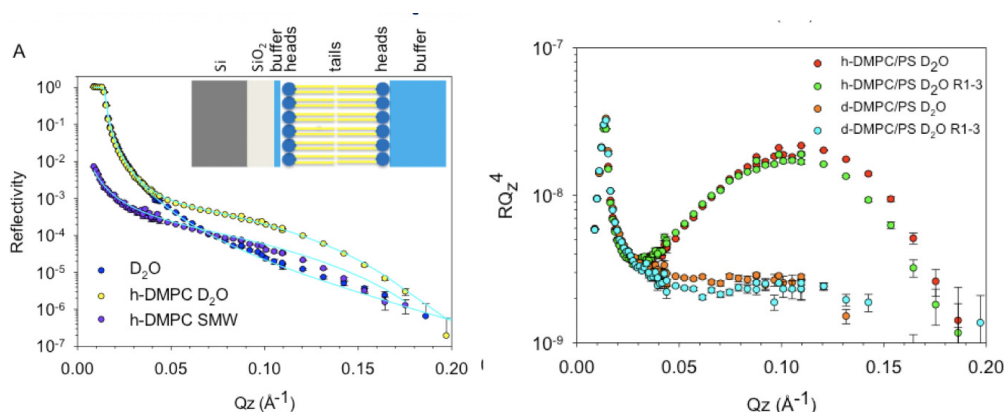 A
Si
SiO2
buffer
heads
tails
heads
buffer
10^0
10^-1
10^-2
10^-3
10^-4
10^-5
10^-6
10^-7
Reflectivity
D2O
h-DMPC D2O
h-DMPC SMW
0.00 0.05 0.10 0.15 0.20
Qz (Å-1)
10^-7
10^-8
10^-9
RQz4
h-DMPC/PS D2O
h-DMPC/PS D2O R1-3
d-DMPC/PS D2O
d-DMPC/PS D2O R1-3
0.00 0.05 0.10 0.15 0.20
Qz (Å-1)